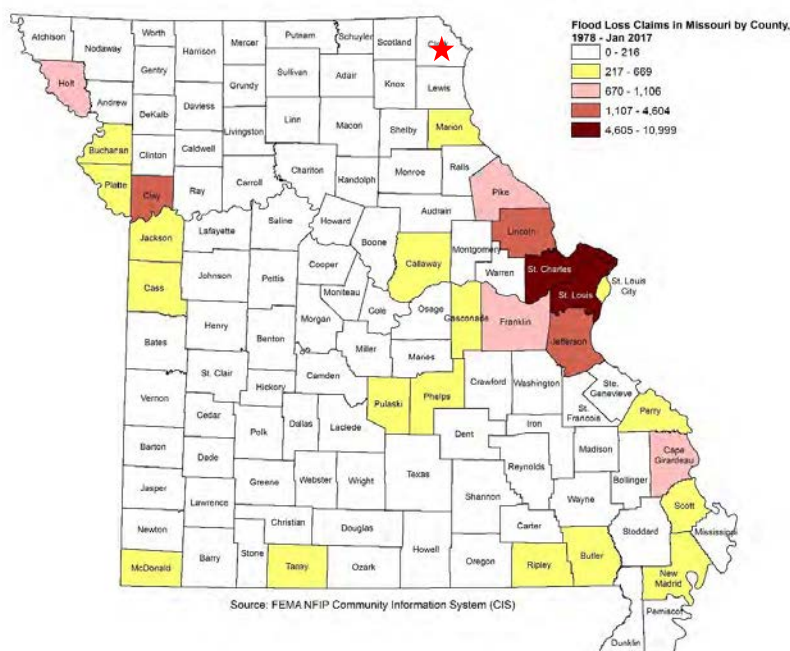 Flood Loss Claims in Missouri by County,
1978 - Jan 2017
0 - 216
217 - 669
670 - 1,106
1,107 - 4,604
4,605 - 10,999
Atchison
Nodaway
Worth
Harrison
Mercer
Putnam
Schuyler
Scotland
Gentry
Sullivan
Adair
Knox
Lewis
Holt
Andrew
DeKalb
Daviess
Grundy
Linn
Macon
Shelby
Marion
Buchanan
Clinton
Caldwell
Livingston
Chariton
Randolph
Monroe
Ralls
Pike
Platte
Clay
Ray
Carroll
Audrain
Lincoln
Jackson
Lafayette
Saline
Howard
Boone
Callaway
Montgomery
Warren
St. Charles
St. Louis
St. Louis
City
Cass
Johnson
Pettis
Cooper
Moniteau
Cole
Osage
Gasconade
Franklin
Jefferson
Bates
Henry
Benton
Morgan
Miller
Maries
Crawford
Washington
Ste.
Genevieve
St.
Francois
Perry
Vernon
St. Clair
Hickory
Camden
Pulaski
Phelps
Dent
Iron
Madison
Cape
Girardeau
Cedar
Polk
Dallas
Laclede
Barton
Dade
Texas
Reynolds
Bollinger
Wayne
Scott
Jasper
Greene
Webster
Wright
Shannon
Lawrence
Christian
Douglas
Carter
Stoddard
Mississippi
Newton
McDonald
Barry
Stone
Taney
Ozark
Howell
Oregon
Ripley
Butler
New
Madrid
Pemiscot
Dunklin
Source: FEMA NFIP Community Information System (CIS)